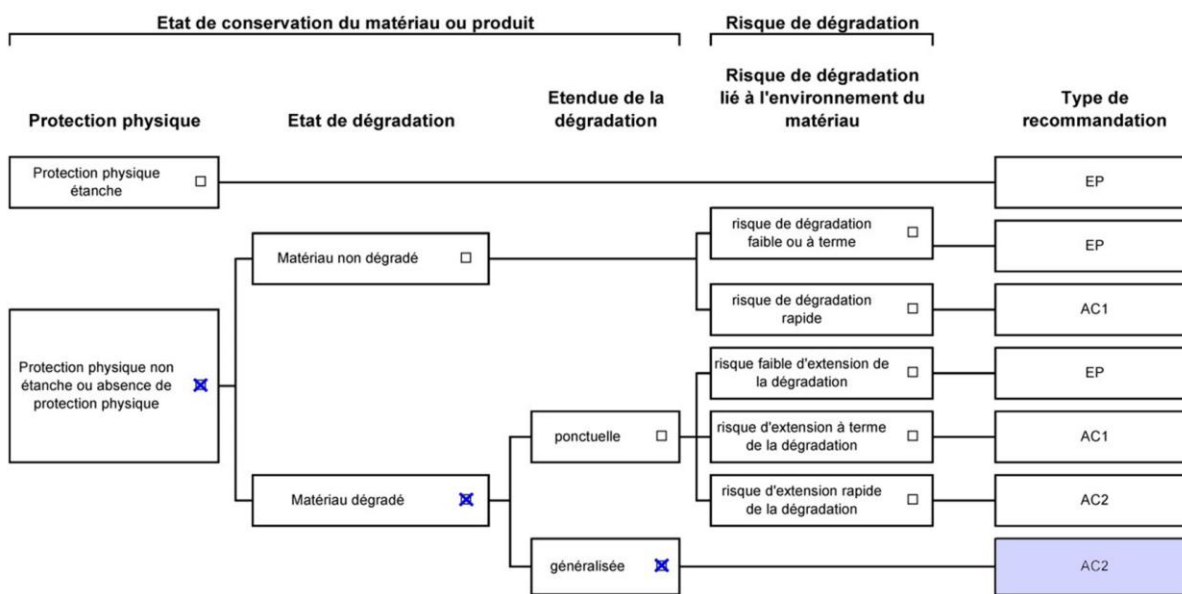 Etat de conservation du matériau ou produit
Risque de dégradation
Protection physique
Etat de dégradation
Etendue de la
dégradation
Risque de dégradation
lié à l'environnement du
matériau
Type de
recommandation
Protection physique
étanche
EP
Matériau non dégradé
risque de dégradation
faible ou à terme
EP
risque de dégradation
rapide
AC1
Protection physique non
étanche ou absence de
protection physique
risque faible d'extension de
la dégradation
EP
ponctuelle
risque d'extension à terme
de la dégradation
AC1
Matériau dégradé
risque d'extension rapide
de la dégradation
AC2
généralisée
AC2